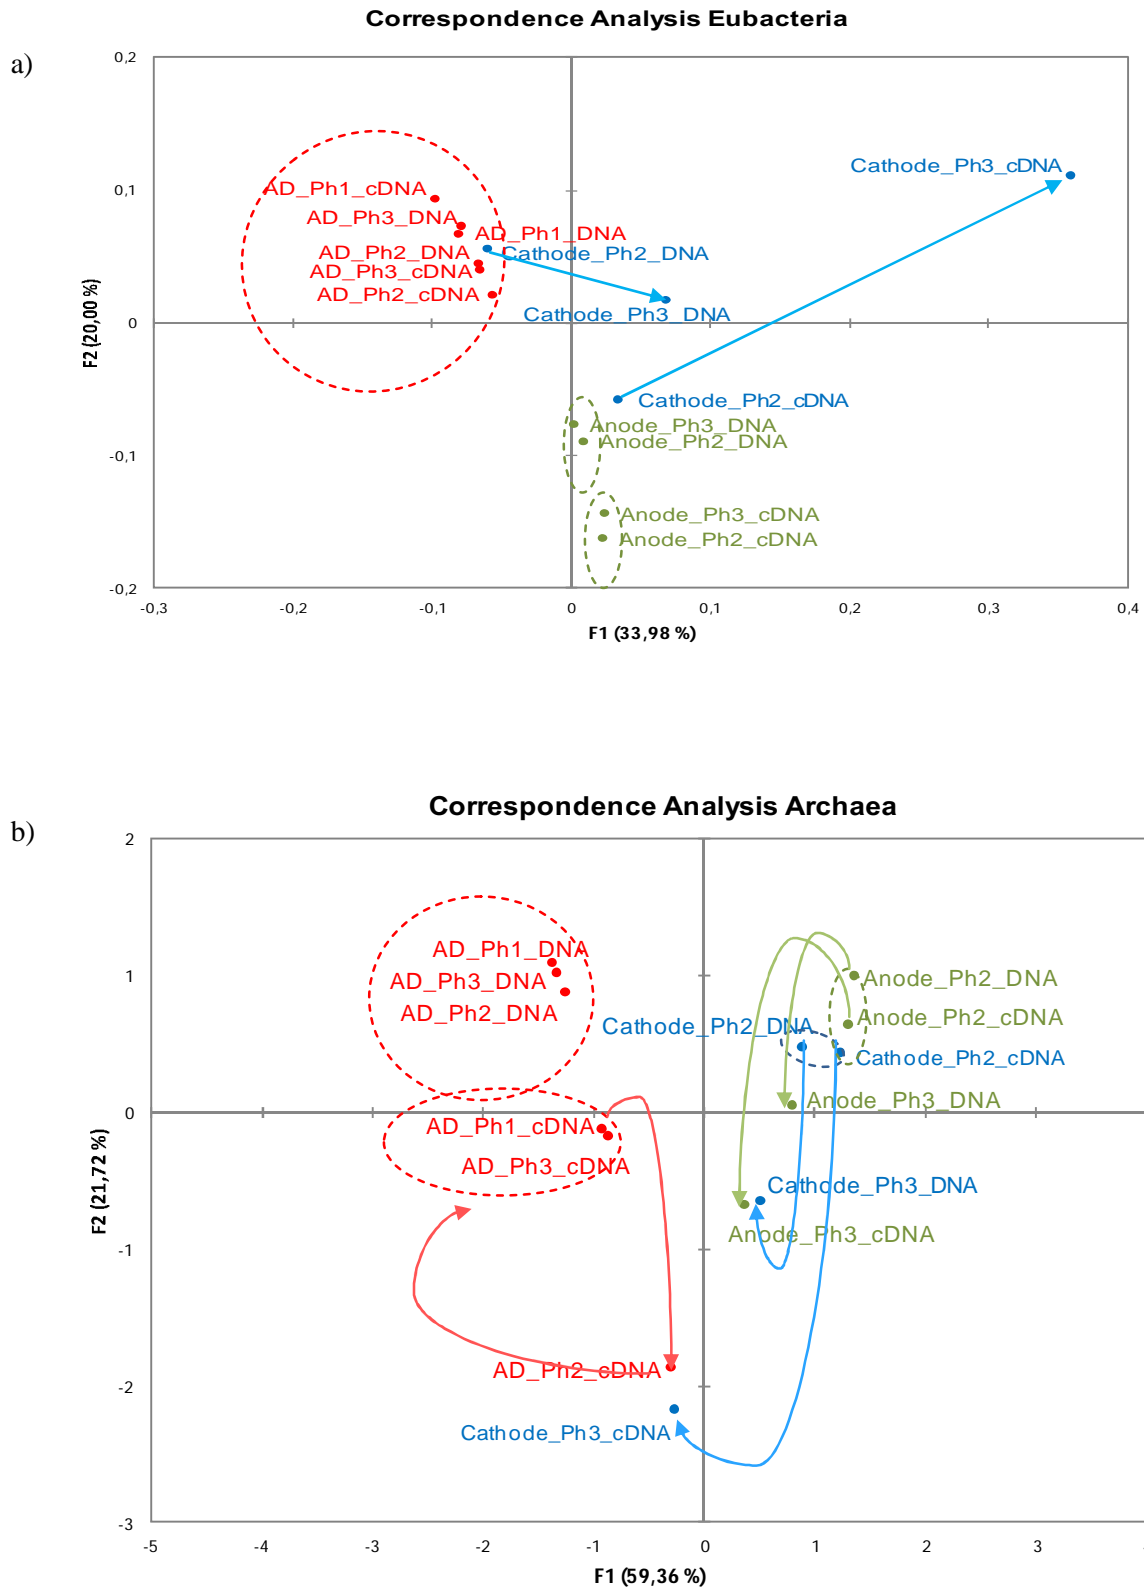 Correspondence Analysis Eubacteria
a)
0,2
Cathode_Ph3_cDNA
AD_Ph1_cDNA
0,1
AD_Ph3_DNA
AD_Ph1_DNA
AD_Ph2_DNA
Cathode_Ph2_DNA
AD_Ph3_cDNA
AD_Ph2_cDNA
Cathode_Ph3_DNA
0
F2 (20,00 %)
Cathode_Ph2_cDNA
Anode_Ph3_DNA
Anode_Ph2_DNA
-0,1
Anode_Ph3_cDNA
Anode_Ph2_cDNA
-0,2
-0,3 -0,2 -0,1 0 0,1 0,2 0,3 0,4
F1 (33,98 %)
Correspondence Analysis Archaea
b)
2
AD_Ph1_DNA
1
AD_Ph3_DNA
Anode_Ph2_DNA
AD_Ph2_DNA
Anode_Ph2_cDNA
Cathode_Ph2_DNA
Cathode_Ph2_cDNA
Anode_Ph3_DNA
0
AD_Ph1_cDNA
AD_Ph3_cDNA
F2 (21,72 %)
Cathode_Ph3_DNA
Anode_Ph3_cDNA
-1
AD_Ph2_cDNA
-2
Cathode_Ph3_cDNA
-3
-5 -4 -3 -2 -1 0 1 2 3
F1 (59,36 %)